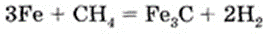 3Fe + CH₄ = Fe₃C + 2H₂